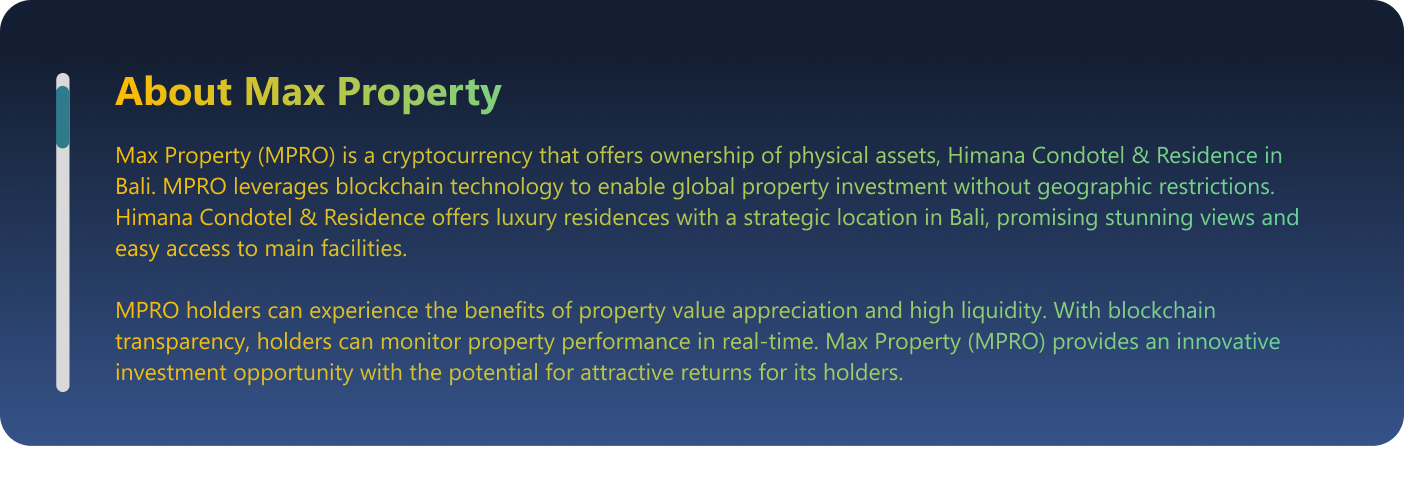 About Max Property
Max Property (MPRO) is a cryptocurrency that offers ownership of physical assets, Himana Condotel & Residence in
Bali. MPRO leverages blockchain technology to enable global property investment without geographic restrictions.
Himana Condotel & Residence offers luxury residences with a strategic location in Bali, promising stunning views and
easy access to main facilities.
MPRO holders can experience the benefits of property value appreciation and high liquidity. With blockchain
transparency, holders can monitor property performance in real-time. Max Property (MPRO) provides an innovative
investment opportunity with the potential for attractive returns for its holders.